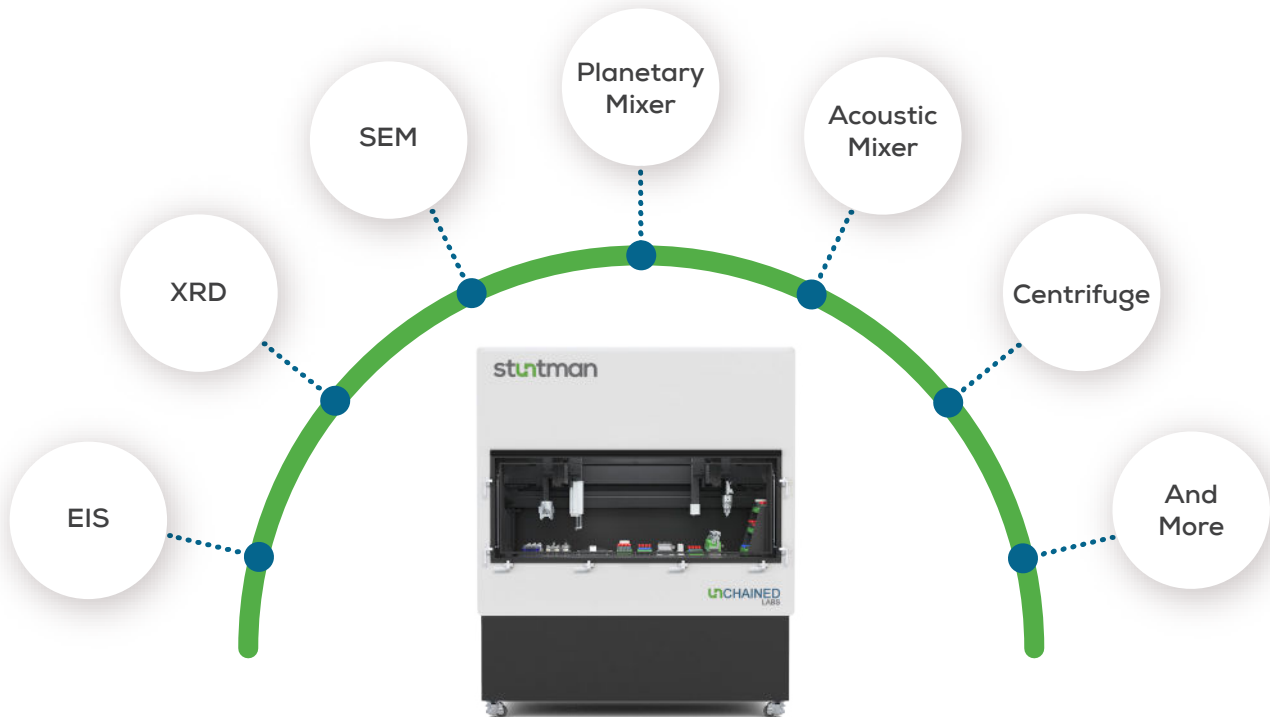 Planetary
Mixer
SEM
Acoustic
Mixer
XRD
Centrifuge
EIS
And
More
stuntman
UNCHAINED
LABS